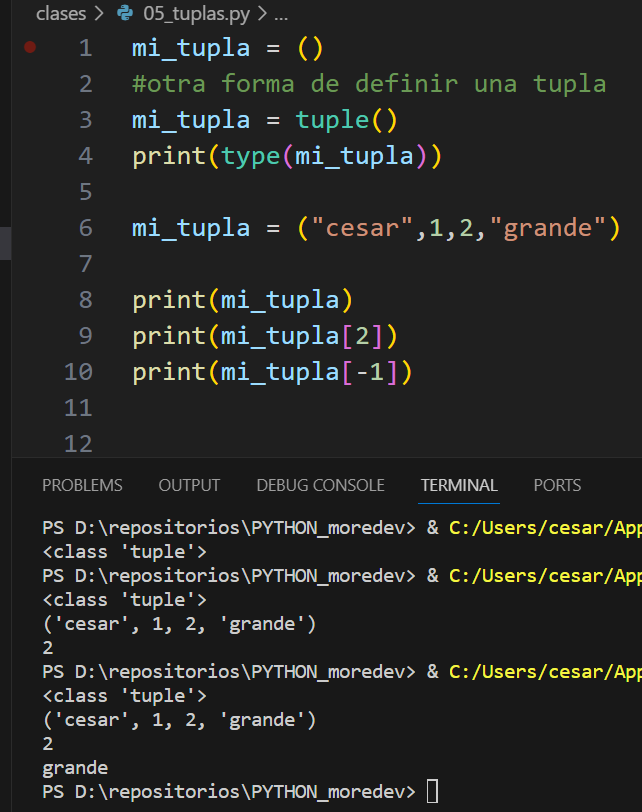 clases > 05_tuplas.py > ...
1 mi_tupla = ()
2 #otra forma de definir una tupla
3 mi_tupla = tuple()
4 print(type(mi_tupla))
5
6 mi_tupla = ("cesar",1,2,"grande")
7
8 print(mi_tupla)
9 print(mi_tupla[2])
10 print(mi_tupla[-1])
11
12
PROBLEMS OUTPUT DEBUG CONSOLE TERMINAL PORTS
PS D:\repositorios\PYTHON_moredev> & C:/Users/cesar/App
<class 'tuple'>
PS D:\repositorios\PYTHON_moredev> & C:/Users/cesar/App
<class 'tuple'>
('cesar', 1, 2, 'grande')
2
PS D:\repositorios\PYTHON_moredev> & C:/Users/cesar/App
<class 'tuple'>
('cesar', 1, 2, 'grande')
2
grande
PS D:\repositorios\PYTHON_moredev>